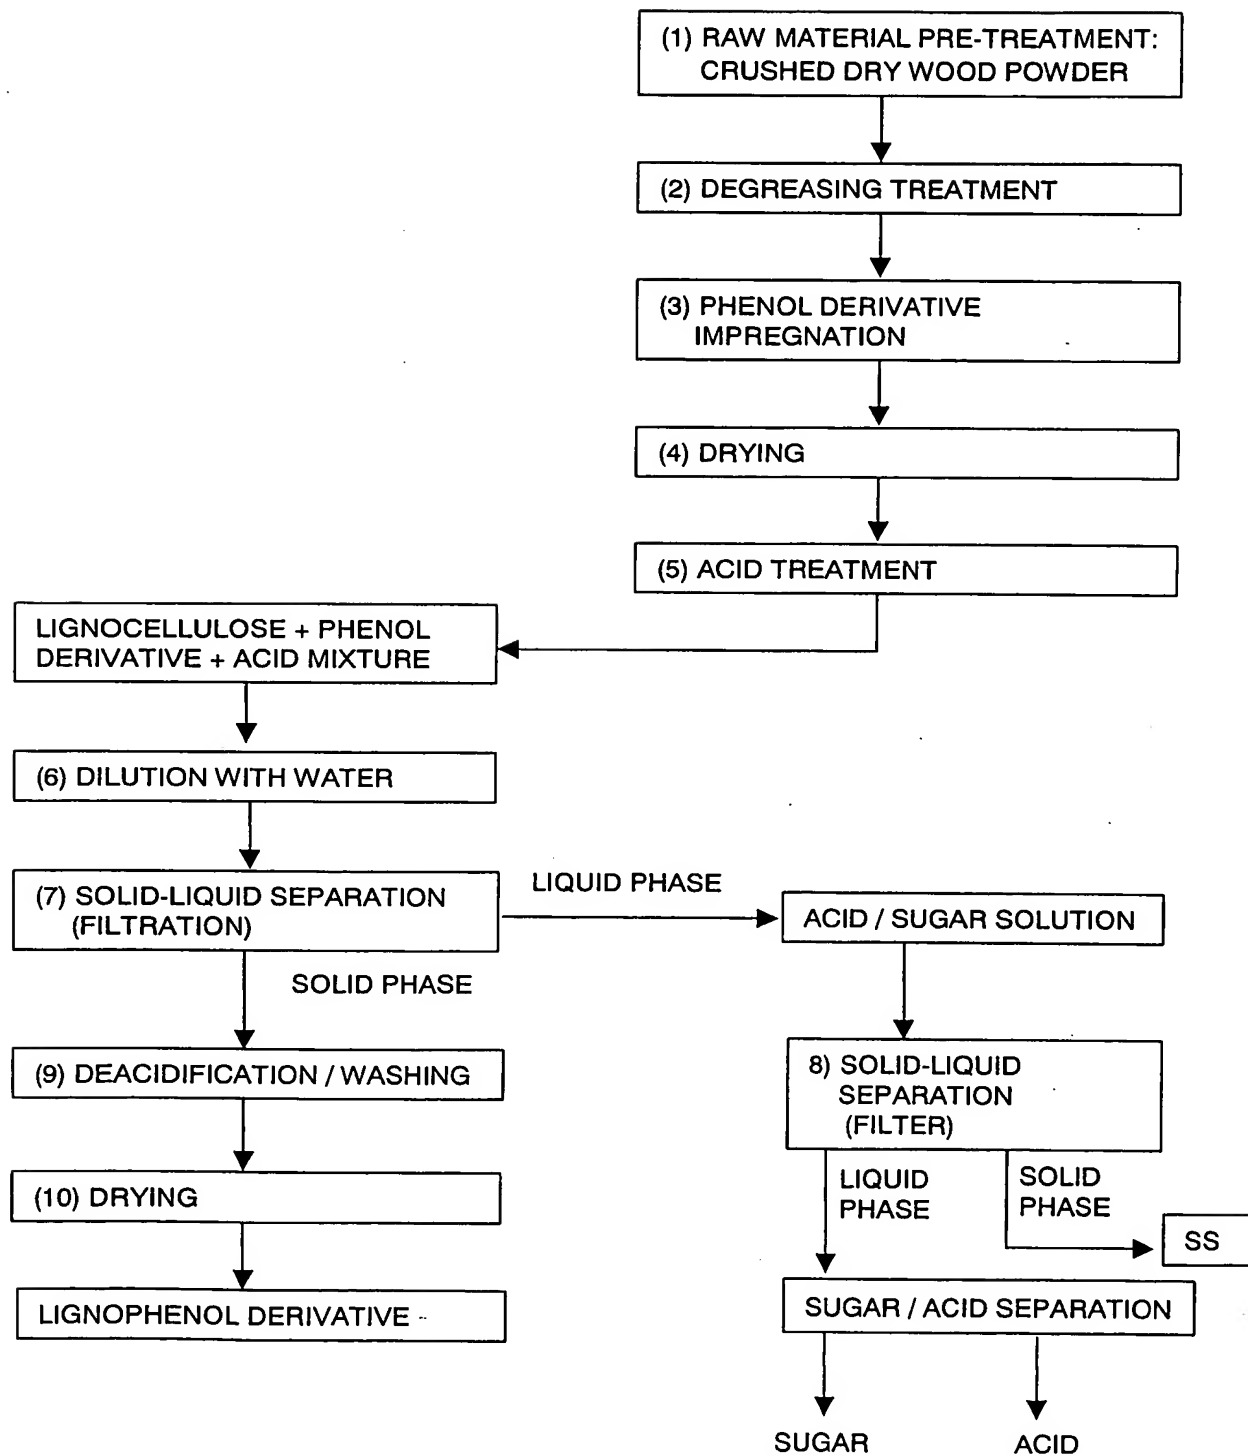 (1) RAW MATERIAL PRE-TREATMENT:
CRUSHED DRY WOOD POWDER
(2) DEGREASING TREATMENT
(3) PHENOL DERIVATIVE
IMPREGNATION
(4) DRYING
(5) ACID TREATMENT
LIGNOCELLULOSE + PHENOL
DERIVATIVE + ACID MIXTURE
(6) DILUTION WITH WATER
(7) SOLID-LIQUID SEPARATION
(FILTRATION)
LIQUID PHASE
ACID / SUGAR SOLUTION
SOLID PHASE
(9) DEACIDIFICATION / WASHING
8) SOLID-LIQUID
SEPARATION
(FILTER)
(10) DRYING
LIQUID
PHASE
SOLID
PHASE
SS
LIGNOPHENOL DERIVATIVE
SUGAR / ACID SEPARATION
SUGAR
ACID